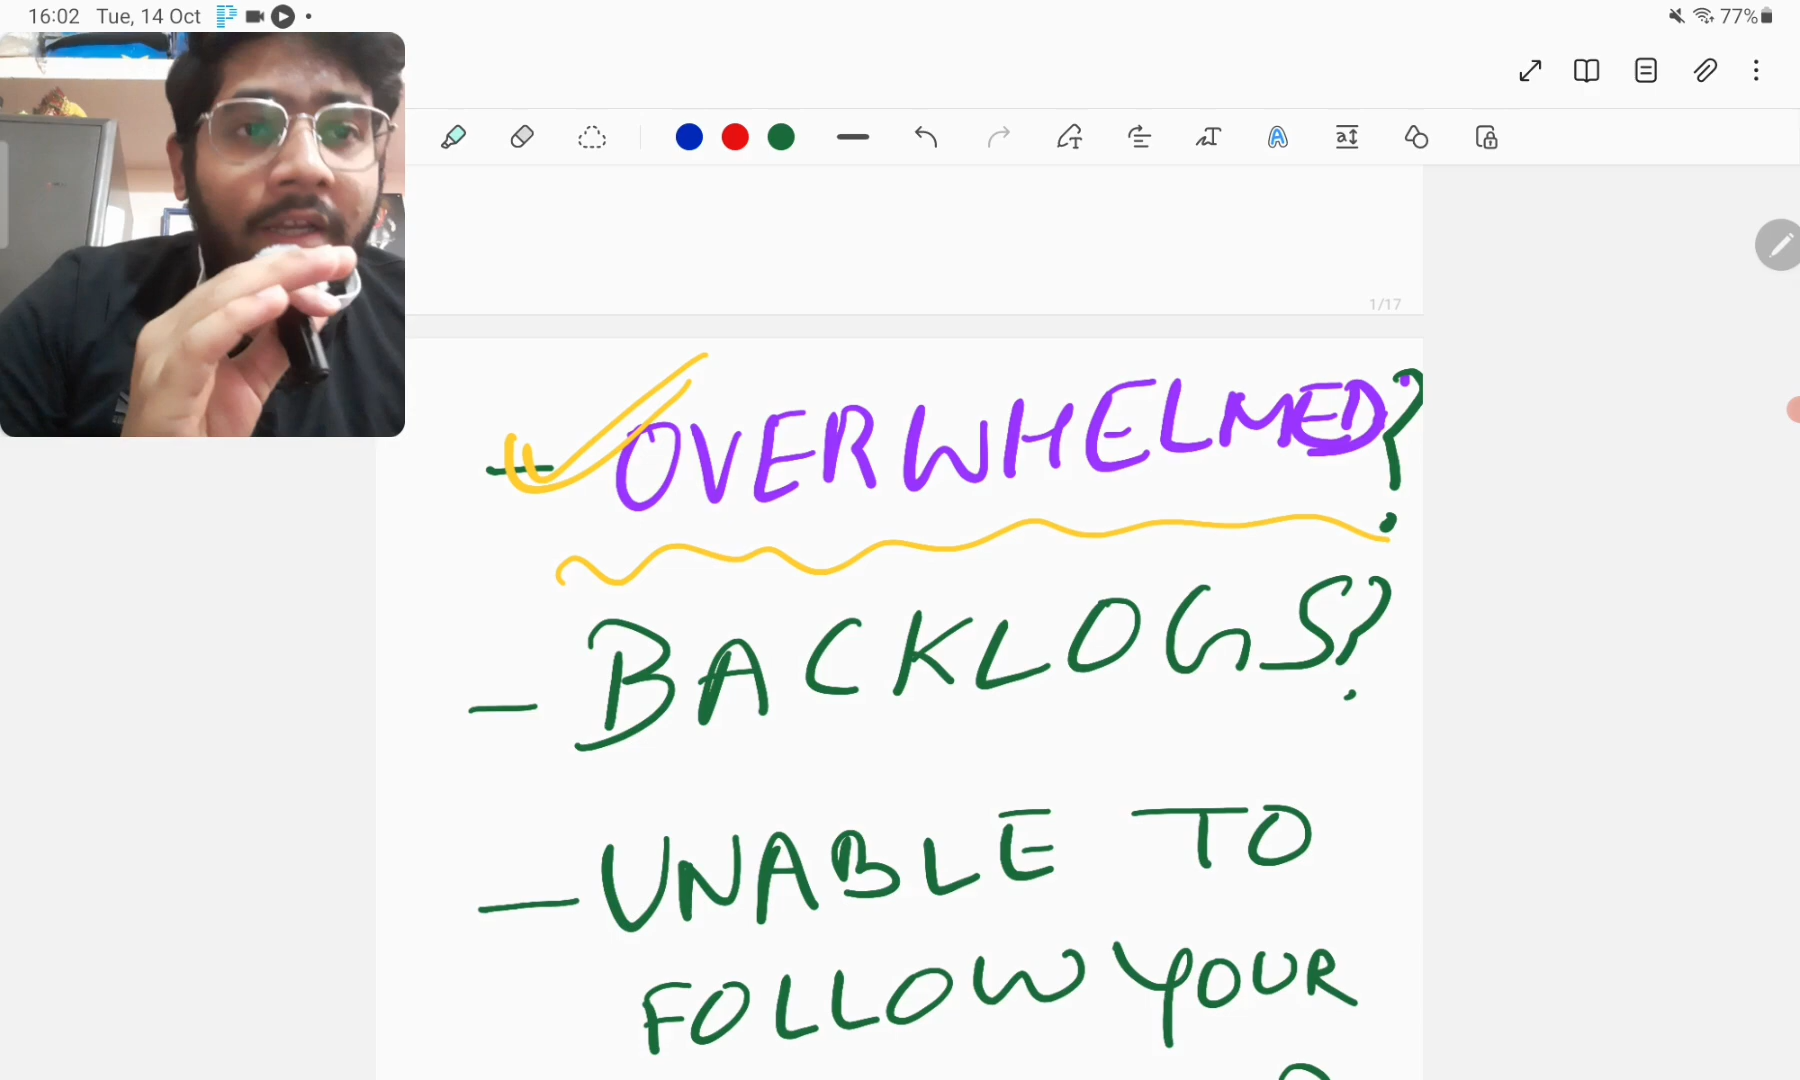 16:02 Tue, 14 Oct 77%
1/17
- OVERWHELMED?
- BACKLOGS?
- UNABLE TO
FOLLOW YOUR